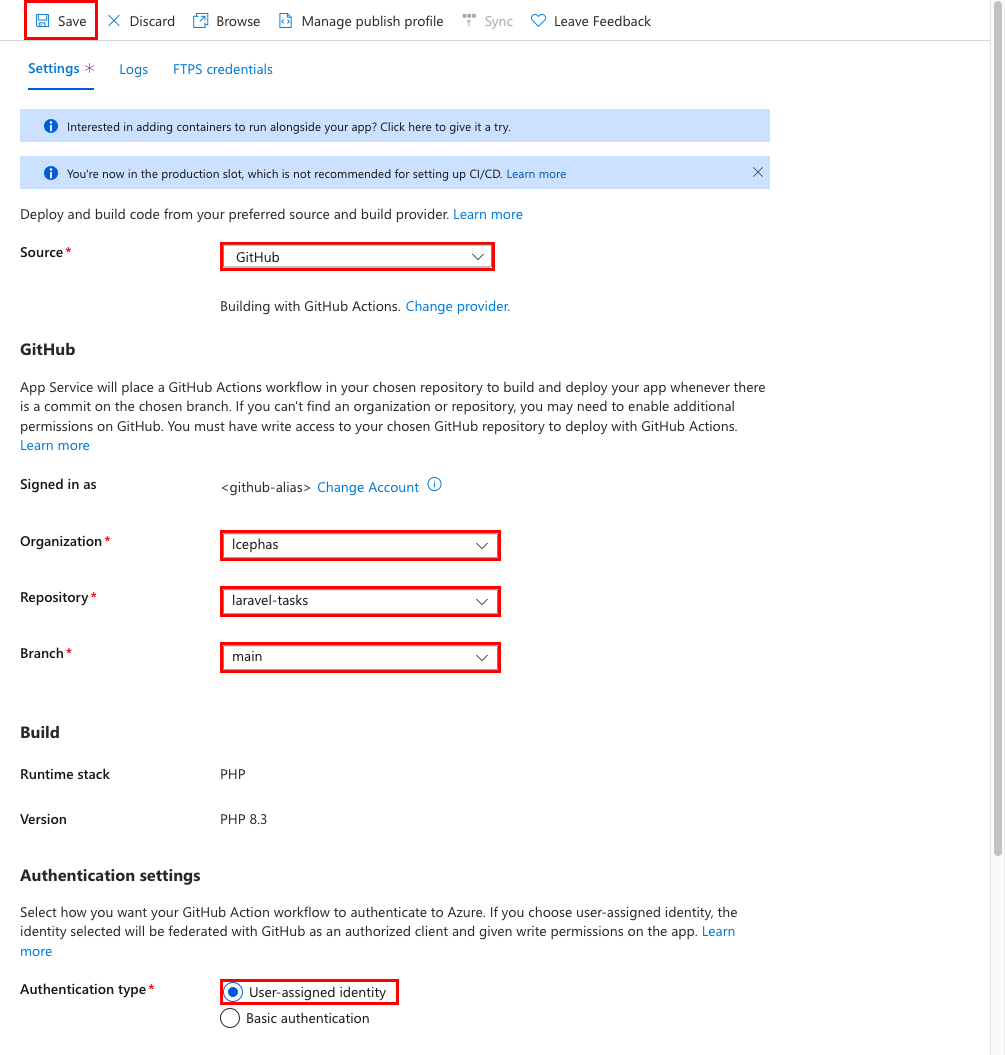 Save Discard Browse Manage publish profile Sync Leave Feedback
Settings * Logs FTPS credentials
Interested in adding containers to run alongside your app? Click here to give it a try.
You're now in the production slot, which is not recommended for setting up CI/CD. Learn more
Deploy and build code from your preferred source and build provider. Learn more
Source* GitHub
Building with GitHub Actions. Change provider.
GitHub
App Service will place a GitHub Actions workflow in your chosen repository to build and deploy your app whenever there
is a commit on the chosen branch. If you can't find an organization or repository, you may need to enable additional
permissions on GitHub. You must have write access to your chosen GitHub repository to deploy with GitHub Actions.
Learn more
Signed in as <github-alias> Change Account
Organization* lcephas
Repository* laravel-tasks
Branch* main
Build
Runtime stack PHP
Version PHP 8.3
Authentication settings
Select how you want your GitHub Action workflow to authenticate to Azure. If you choose user-assigned identity, the
identity selected will be federated with GitHub as an authorized client and given write permissions on the app. Learn
more
Authentication type* User-assigned identity
Basic authentication